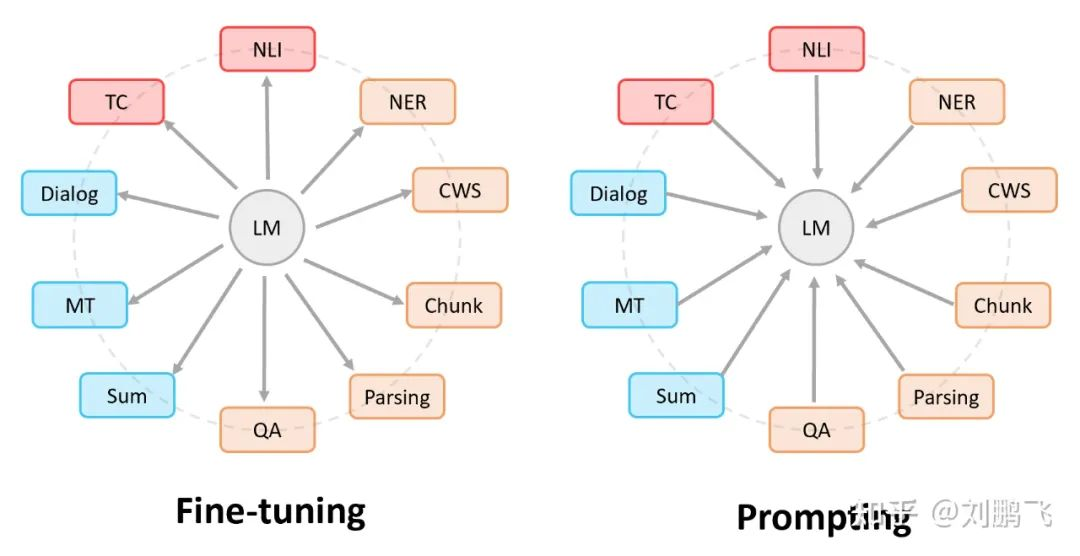 NLI
TC
NER
Dialog
CWS
LM
MT
Chunk
Sum
Parsing
QA
Fine-tuning
NLI
TC
NER
Dialog
CWS
LM
MT
Chunk
Sum
Parsing
QA
Prompting
知乎 @刘鹏飞